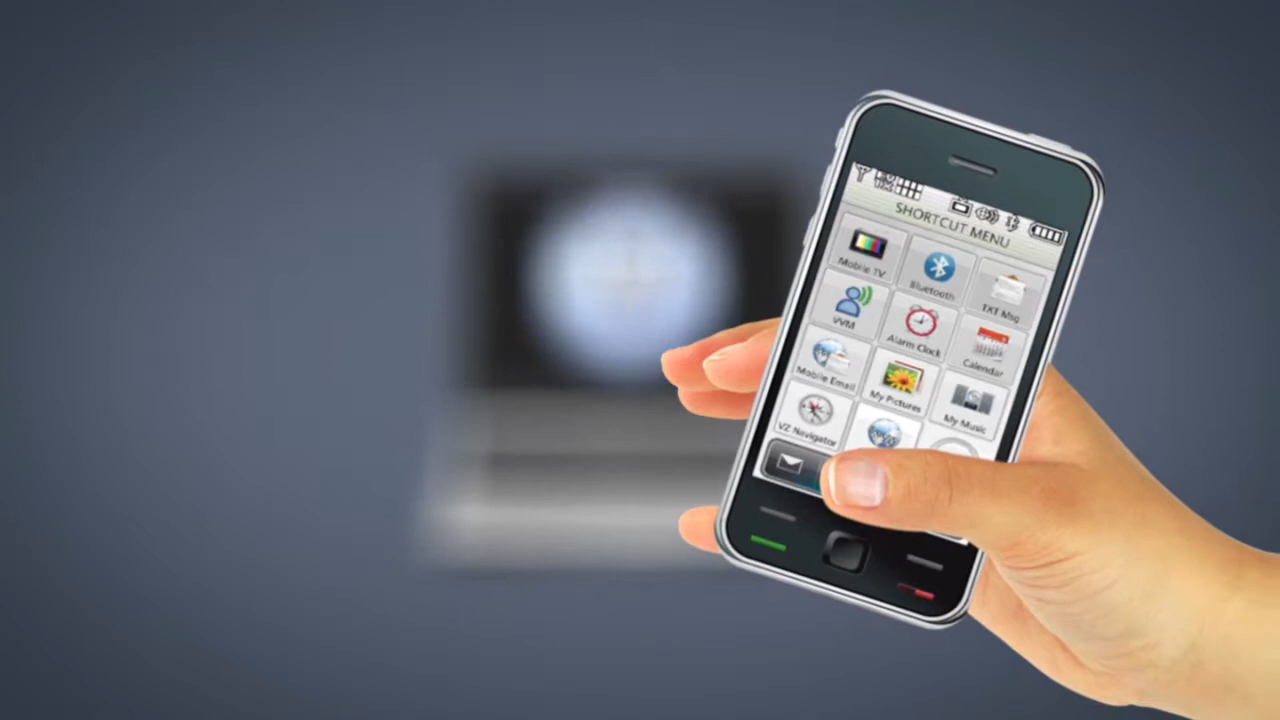 SHORTCUT MENU
Mobile TV
Bluetooth
TXT Msg
VVM
Alarm Clock
Calendar
Mobile Email
My Pictures
My Music
VZ Navigator